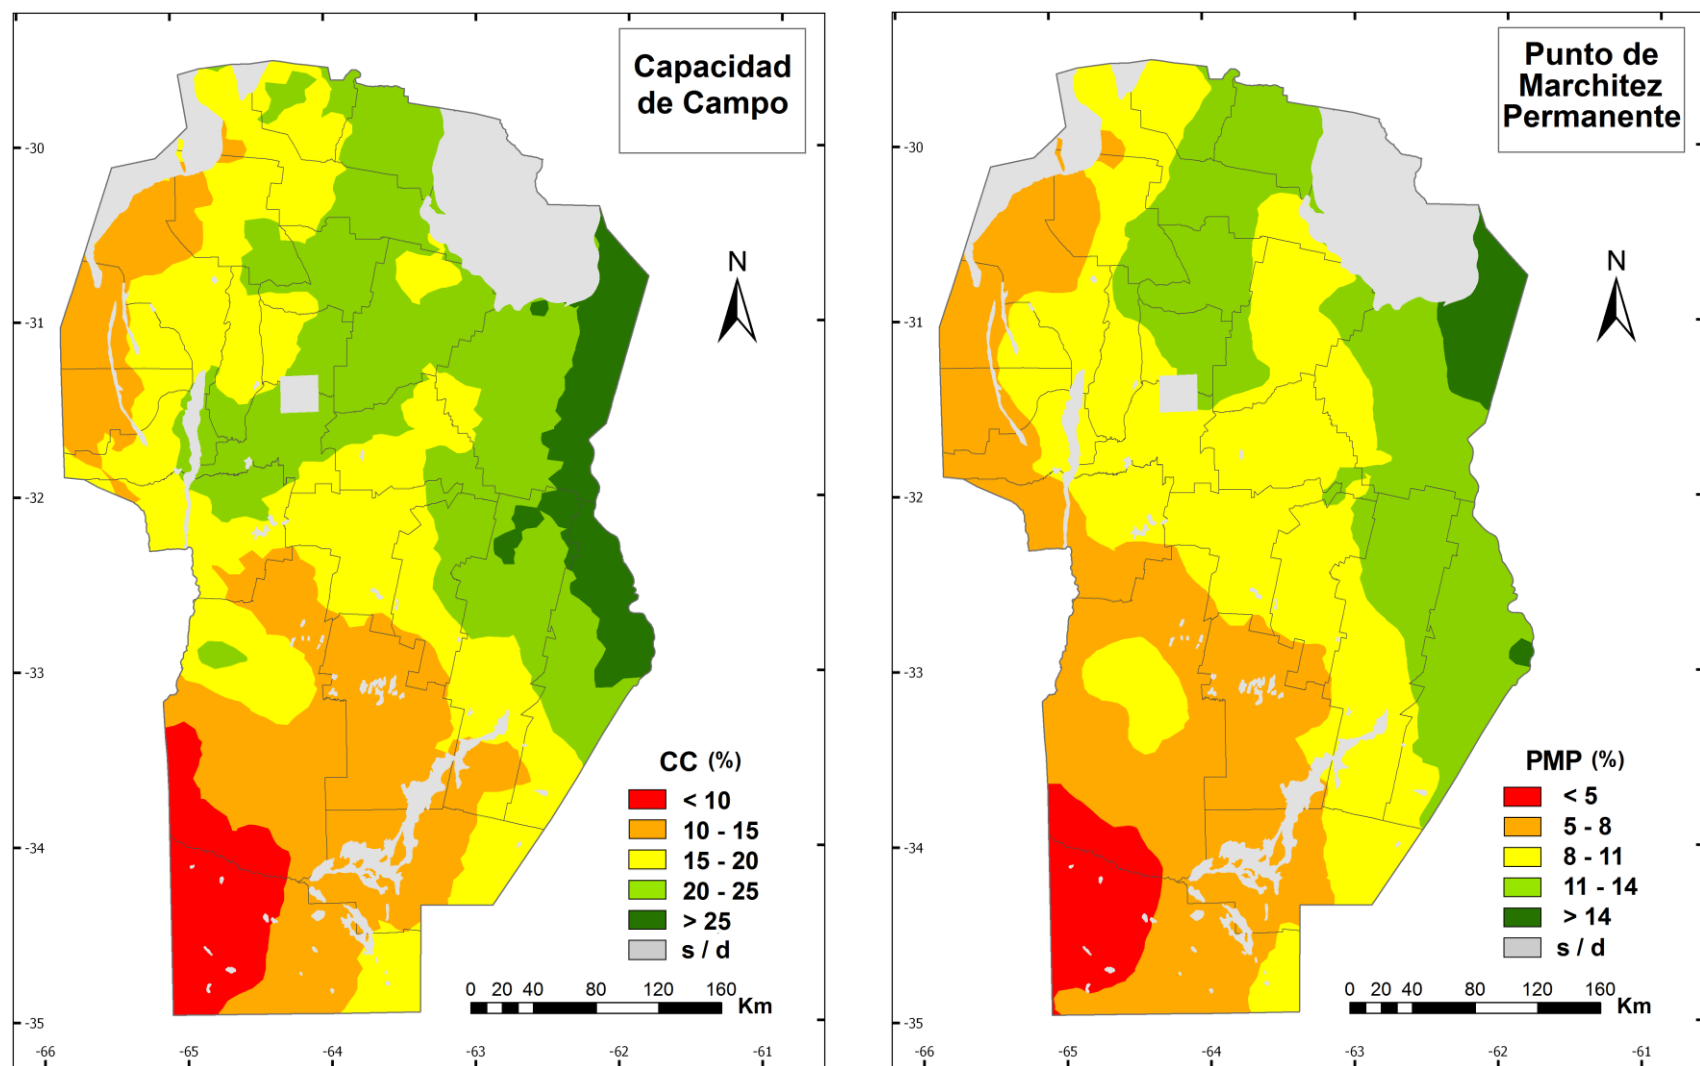 Capacidad
de Campo
-30
-31
-32
-33
-34
-35
N
CC (%)
< 10
10 - 15
15 - 20
20 - 25
> 25
s / d
0 20 40 80 120 160
Km
-66 -65 -64 -63 -62 -61
Punto de
Marchitez
Permanente
-30
-31
-32
-33
-34
-35
N
PMP (%)
< 5
5 - 8
8 - 11
11 - 14
> 14
s / d
0 20 40 80 120 160
Km
-66 -65 -64 -63 -62 -61